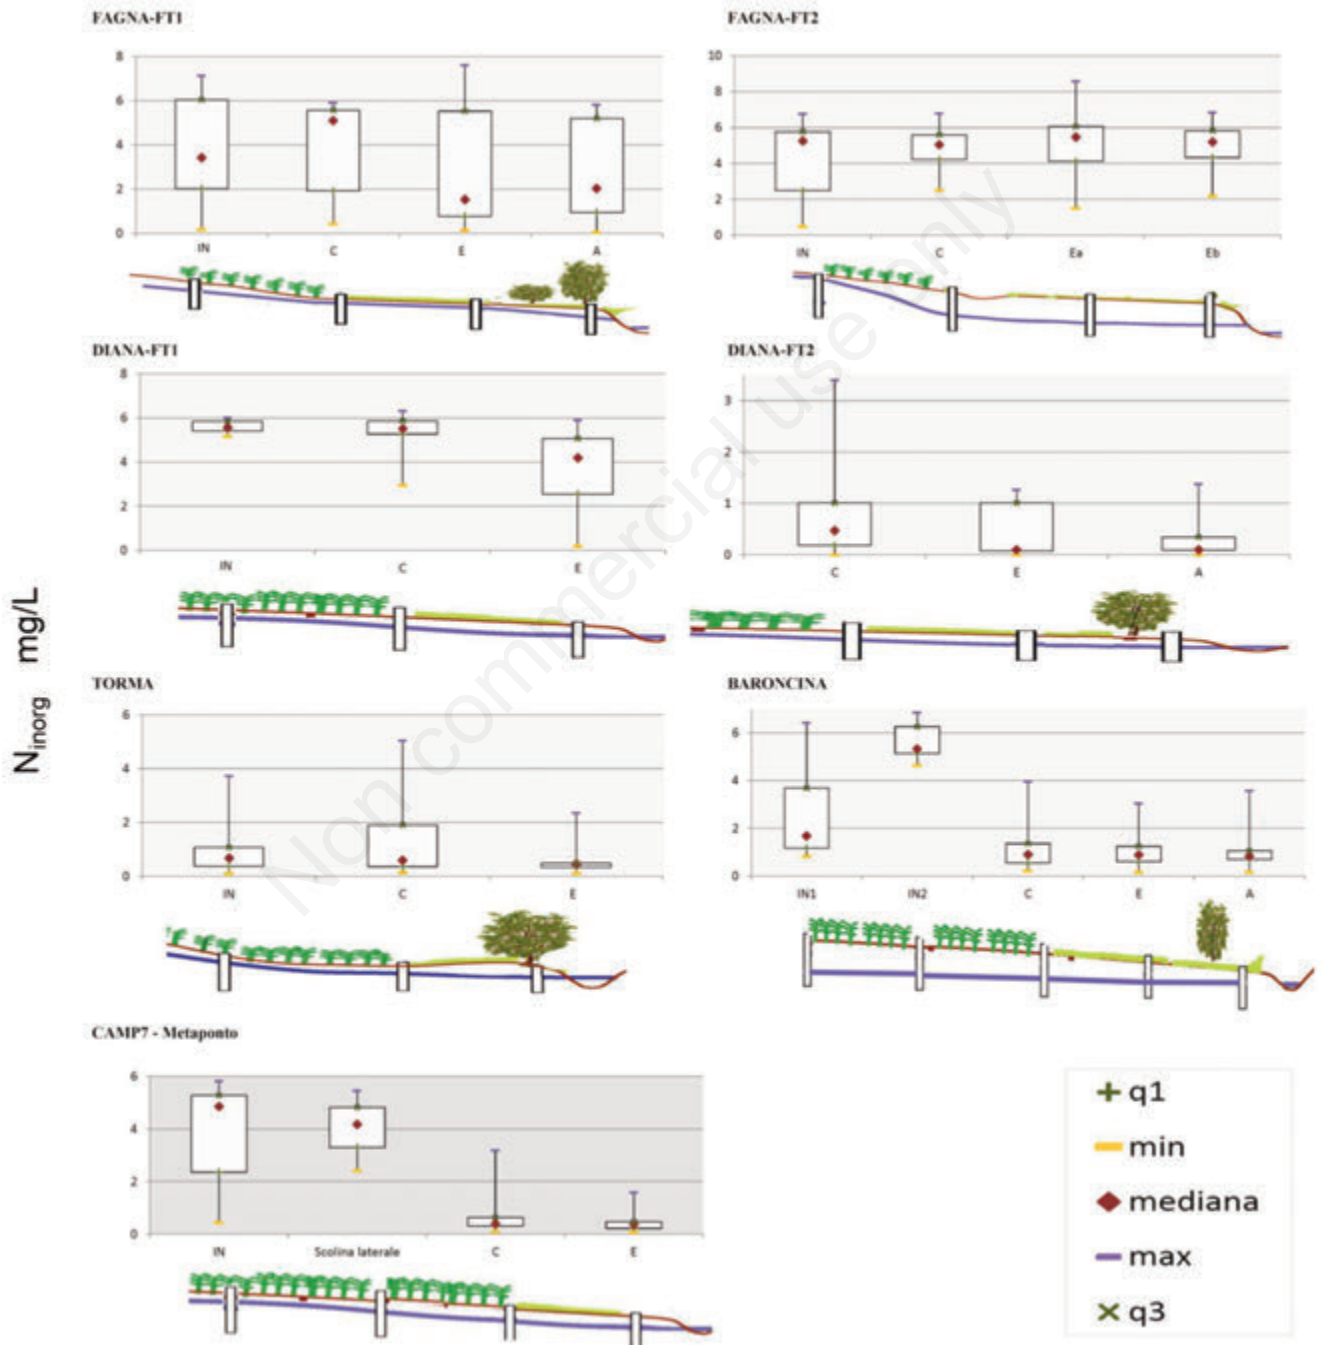 FAGNA-FT1
8
6
4
2
0
IN C E A
FAGNA-FT2
10
8
6
4
2
0
IN C Ea Eb
DIANA-FT1
8
6
4
2
0
IN C E
DIANA-FT2
3
2
1
0
C E A
N inorg mg/L
TORMA
6
4
2
0
IN C E
BARONCINA
6
4
2
0
IN1 IN2 C E A
CAMP7 - Metaponto
6
4
2
0
IN Scolina laterale C E
q1
min
mediana
max
q3
Non commercial use only